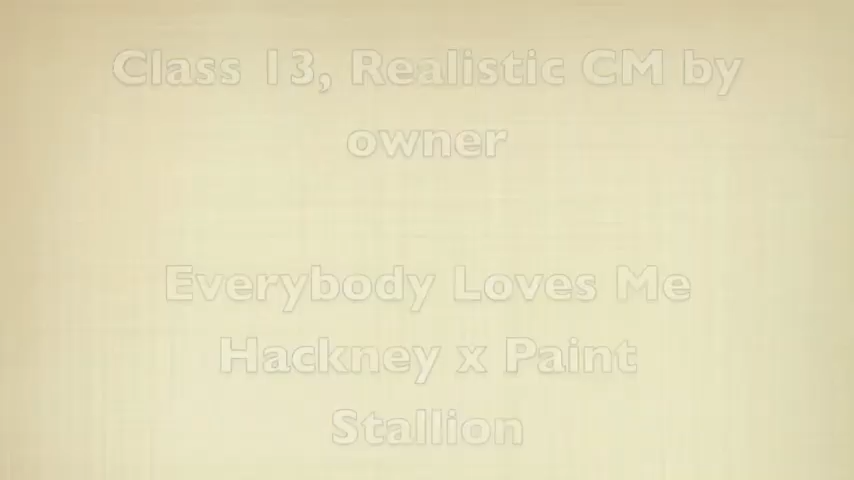 Class 13, Realistic CM by
owner
Everybody Loves Me
Hackney x Paint
Stallion